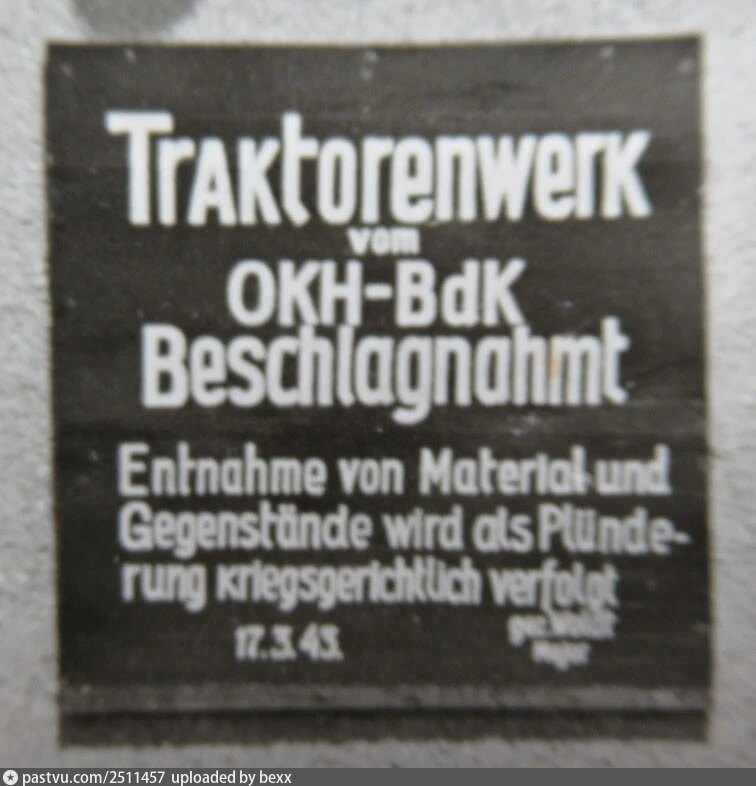 Traktorenwerk
vom
OKH-BdK
Beschlagnahmt
Entnahme von Material und
Gegenstände wird als Plünde-
rung kriegsgerichtlich verfolgt
17.3.43.
gez.
Major
pastvu.com/2511457 uploaded by bexx